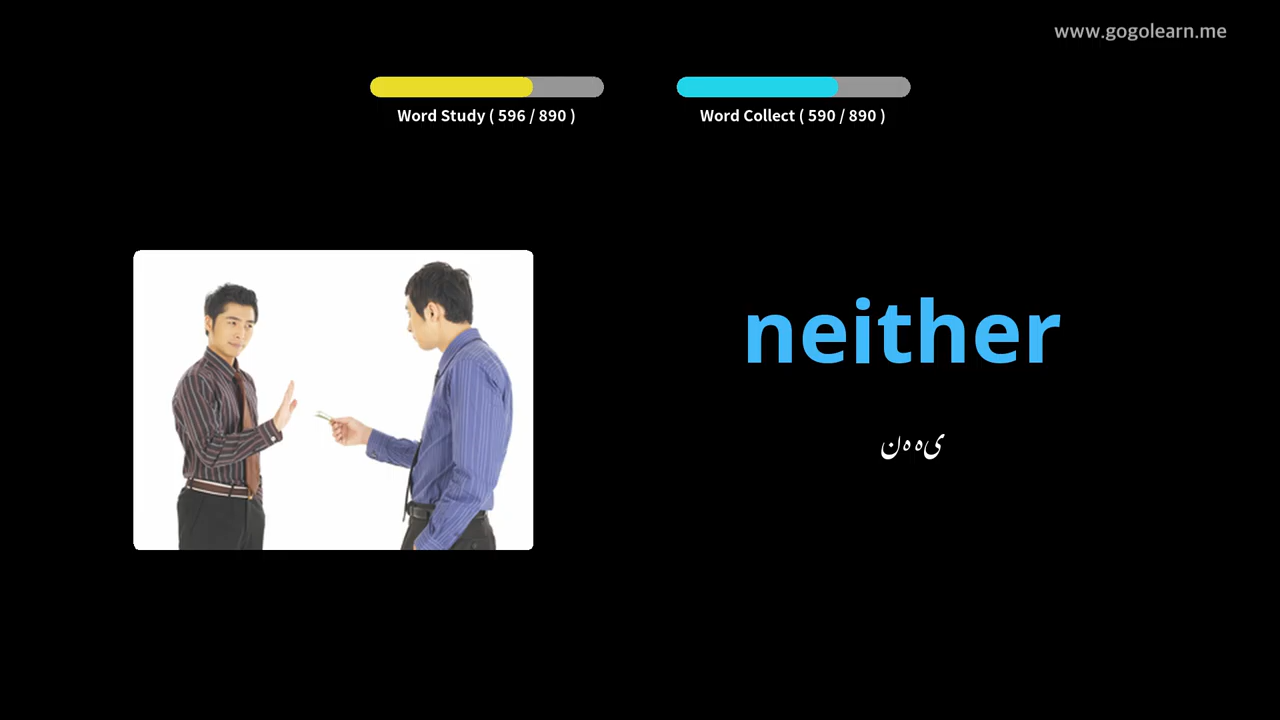 www.gogolearn.me
Word Study ( 596 / 890 )
Word Collect ( 590 / 890 )
neither
ی‌ه ه‌ن